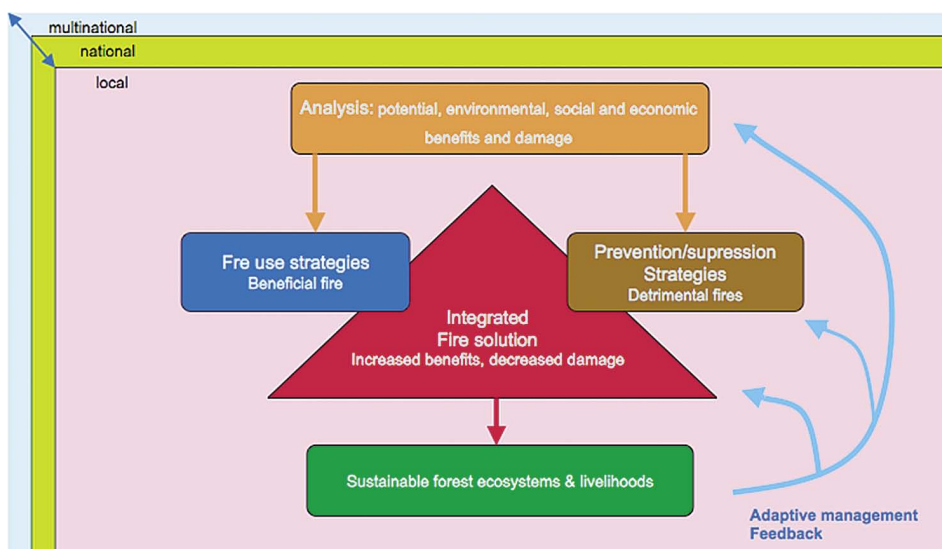 multinational
national
local
Analysis: potential, environmental, social and economic
benefits and damage
Fre use strategies
Beneficial fire
Prevention/supression
Strategies
Detrimental fires
Integrated
Fire solution
Increased benefits, decreased damage
Sustainable forest ecosystems & livelihoods
Adaptive management
Feedback